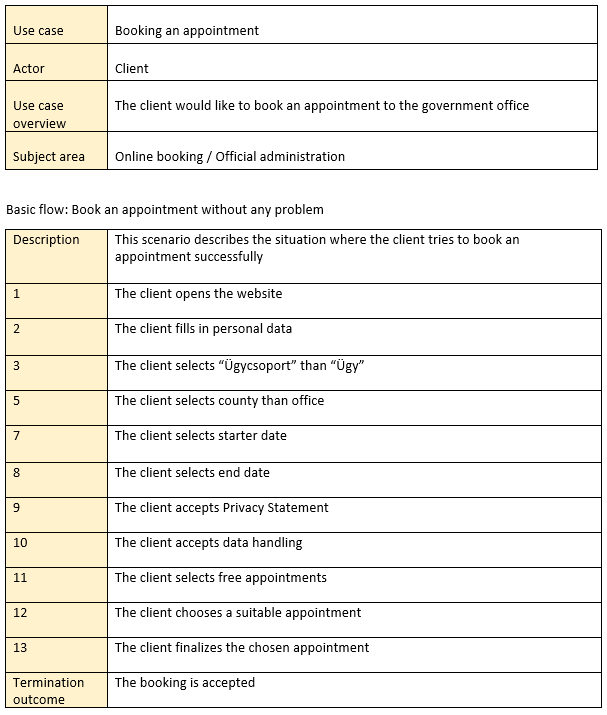 Use case Booking an appointment
Actor Client
Use case The client would like to book an appointment to the government office
overview
Subject area Online booking / Official administration
Basic flow: Book an appointment without any problem
Description This scenario describes the situation where the client tries to book an
appointment successfully
1 The client opens the website
2 The client fills in personal data
3 The client selects “Ügycsoport” than “Ügy”
5 The client selects county than office
7 The client selects starter date
8 The client selects end date
9 The client accepts Privacy Statement
10 The client accepts data handling
11 The client selects free appointments
12 The client chooses a suitable appointment
13 The client finalizes the chosen appointment
Termination The booking is accepted
outcome